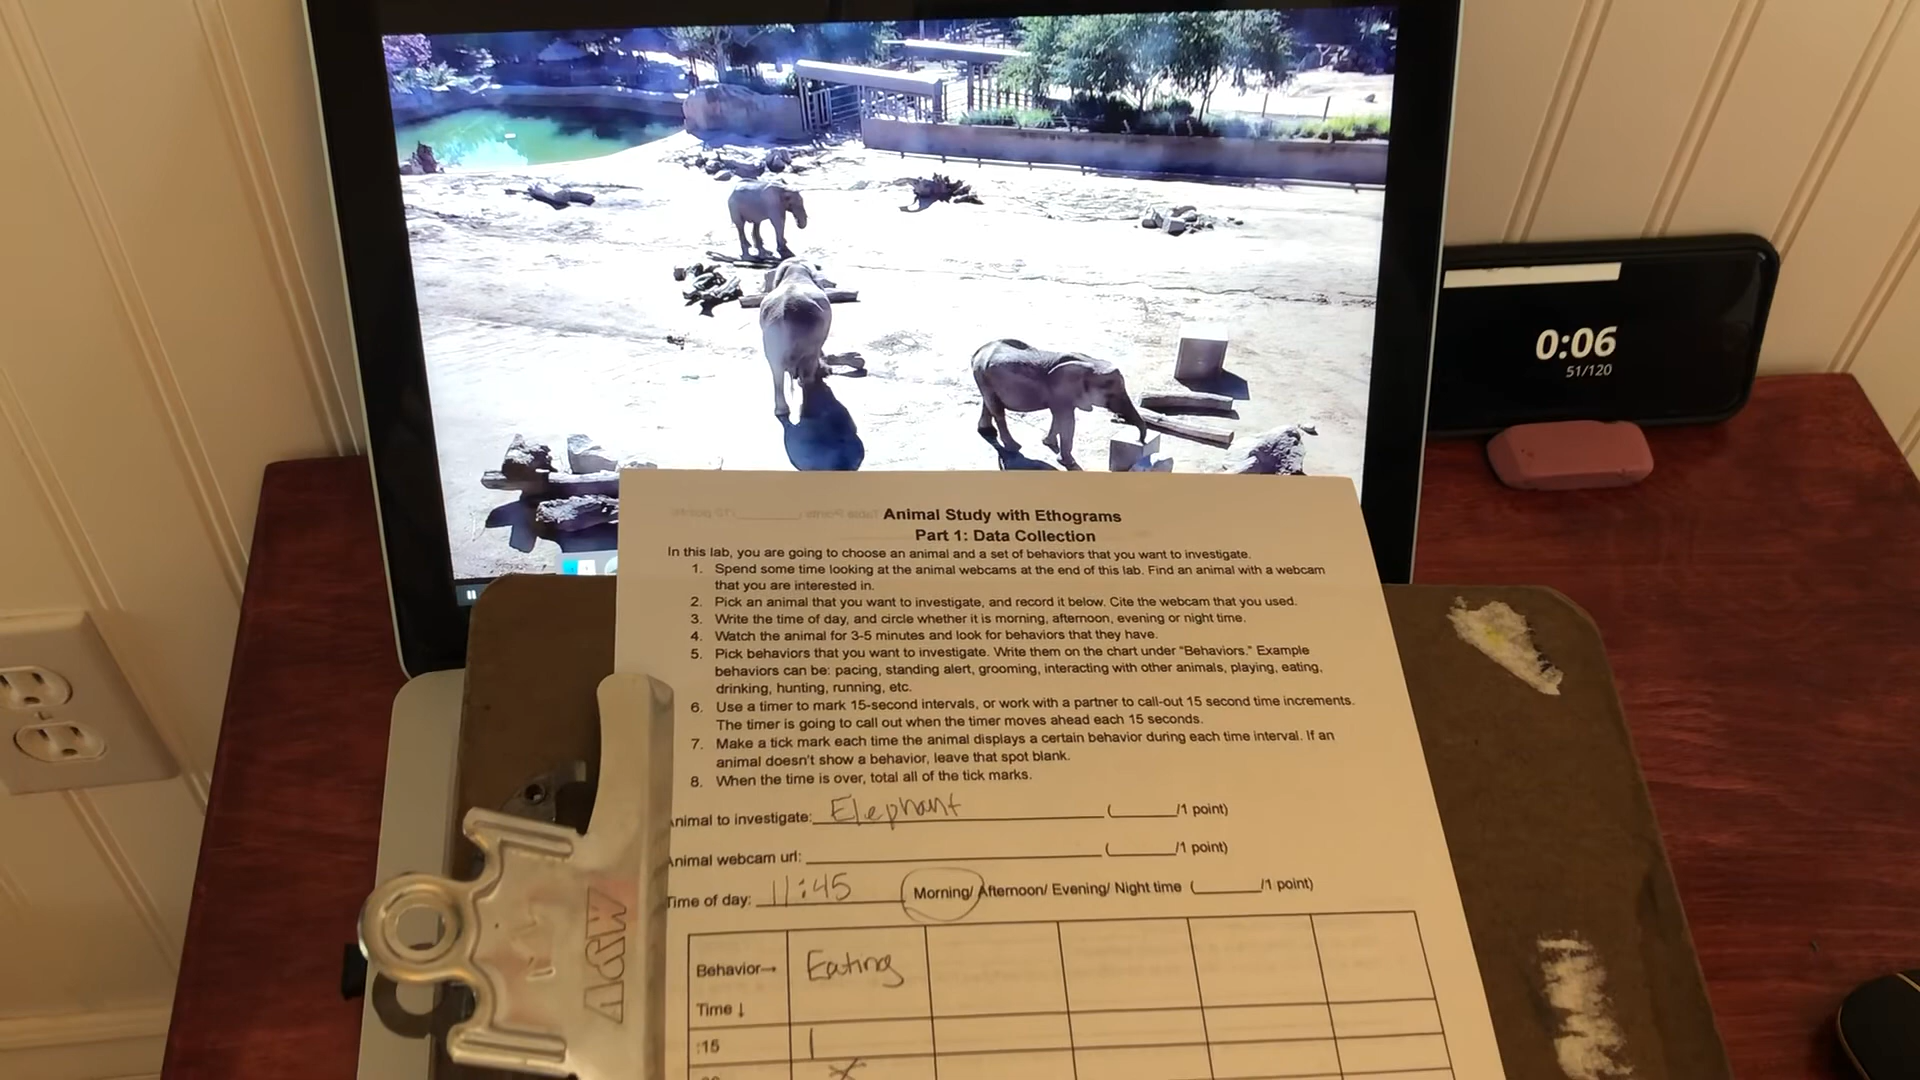 0:06
51/120
Animal Study with Ethograms
Part 1: Data Collection
In this lab, you are going to choose an animal and a set of behaviors that you want to investigate.
1. Spend some time looking at the animal webcams at the end of this lab. Find an animal with a webcam
that you are interested in.
2. Pick an animal that you want to investigate, and record it below. Cite the webcam that you used.
3. Write the time of day, and circle whether it is morning, afternoon, evening or night time.
4. Watch the animal for 3-5 minutes and look for behaviors that they have.
5. Pick behaviors that you want to investigate. Write them on the chart under "Behaviors." Example
behaviors can be: pacing, standing alert, grooming, interacting with other animals, playing, eating,
drinking, hunting, running, etc.
6. Use a timer to mark 15-second intervals, or work with a partner to call-out 15 second time increments.
The timer is going to call out when the timer moves ahead each 15 seconds.
7. Make a tick mark each time the animal displays a certain behavior during each time interval. If an
animal doesn't show a behavior, leave that spot blank.
8. When the time is over, total all of the tick marks.
Animal to investigate: Elephant (______/1 point)
Animal webcam url: ______ (______/1 point)
Time of day: 11:45 Morning/ Afternoon/ Evening/ Night time (______/1 point)
Behavior→ Eating
Time ↓
:15 |